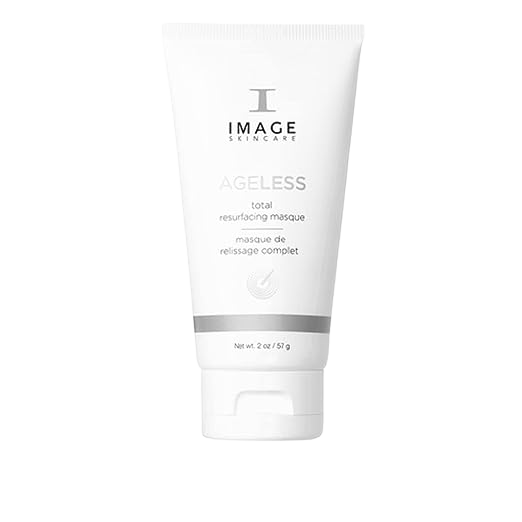 I
IMAGE
SKINCARE
AGELESS
total
resurfacing masque
masque de
relissage complet
Net wt. 2 oz / 57 g